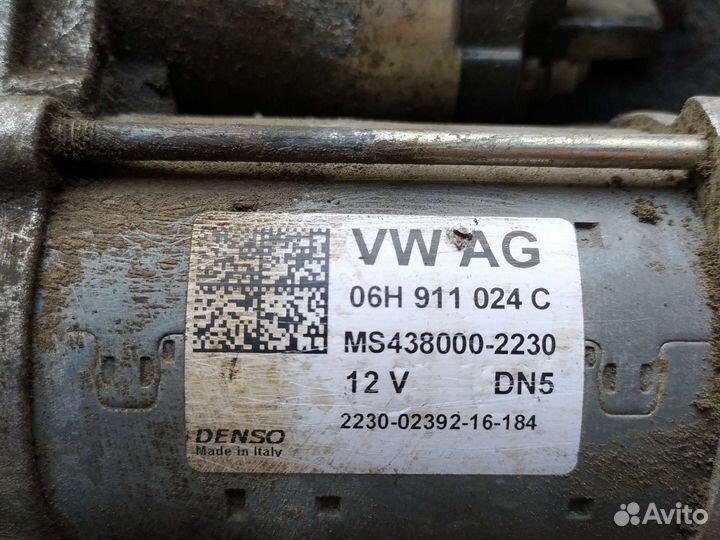 VW AG
06H 911 024 C
MS438000-2230
12 V DN5
2230-02392-16-184
DENSO
Made in Italy
Avito